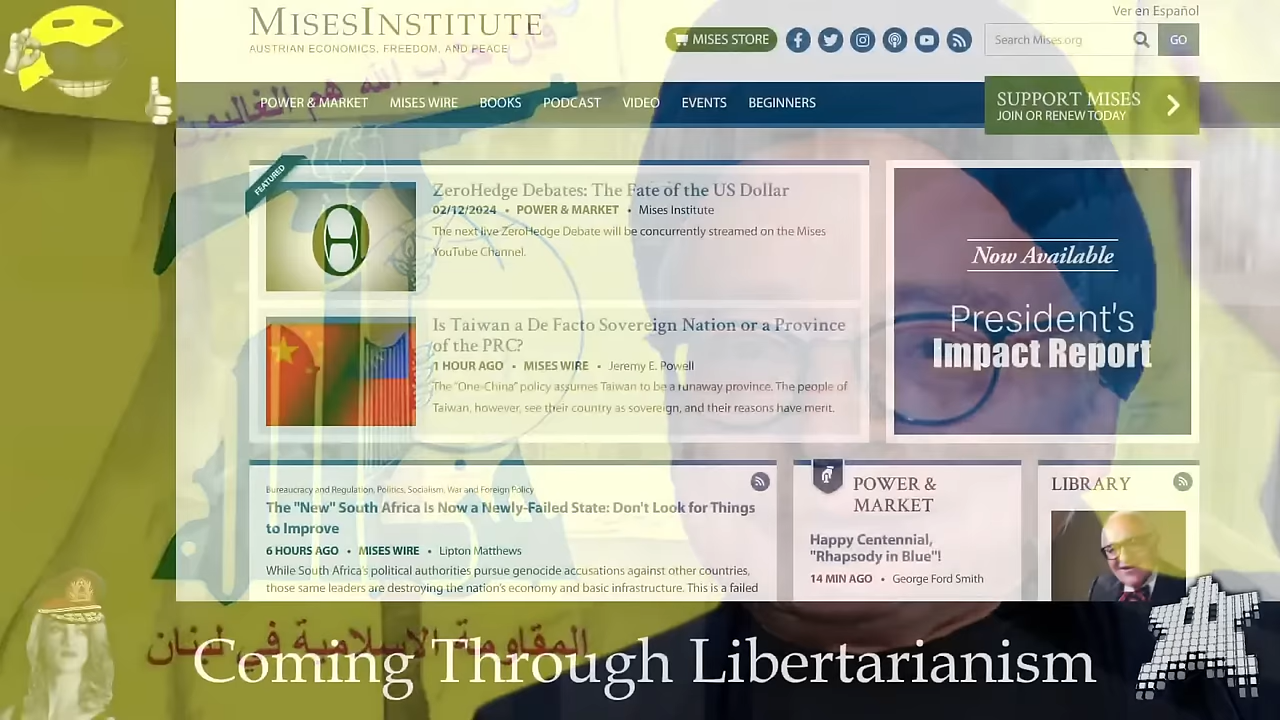 Ver en Español
MISESINSTITUTE
AUSTRIAN ECONOMICS, FREEDOM, AND PEACE
MISES STORE
Search Mises.org
GO
فإن حزب الله هم الغالبون
POWER & MARKET MISES WIRE BOOKS PODCAST VIDEO EVENTS BEGINNERS
SUPPORT MISES
JOIN OR RENEW TODAY
FEATURED
ZeroHedge Debates: The Fate of the US Dollar
02/12/2024 • POWER & MARKET • Mises Institute
The next live ZeroHedge Debate will be concurrently streamed on the Mises
YouTube Channel.
Is Taiwan a De Facto Sovereign Nation or a Province
of the PRC?
1 HOUR AGO • MISES WIRE • Jeremy E. Powell
The "One-China" policy assumes Taiwan to be a runaway province. The people of
Taiwan, however, see their country as sovereign, and their reasons have merit.
Now Available
President's
Impact Report
Bureaucracy and Regulation, Politics, Socialism, War and Foreign Policy
The "New" South Africa Is Now a Newly-Failed State: Don't Look for Things
to Improve
6 HOURS AGO • MISES WIRE • Lipton Matthews
While South Africa's political authorities pursue genocide accusations against other countries,
those same leaders are destroying the nation's economy and basic infrastructure. This is a failed
POWER &
MARKET
Happy Centennial,
"Rhapsody in Blue"!
14 MIN AGO • George Ford Smith
LIBRARY
المقاومة الإسلامية في لبنان
Coming Through Libertarianism